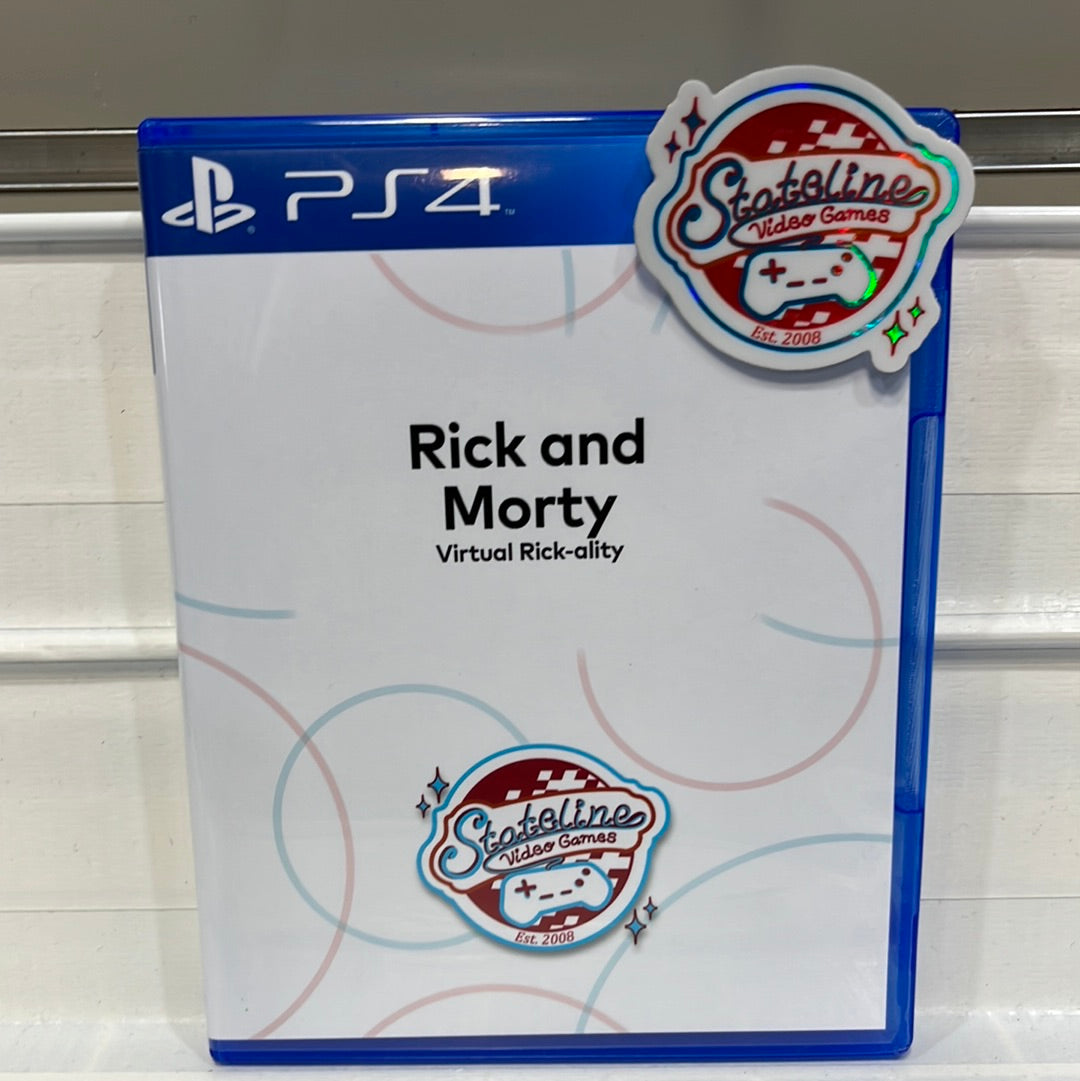 PS4
Stateline
Video Games
Est. 2008
Rick and
Morty
Virtual Rick-ality
Stateline
Video Games
Est. 2008